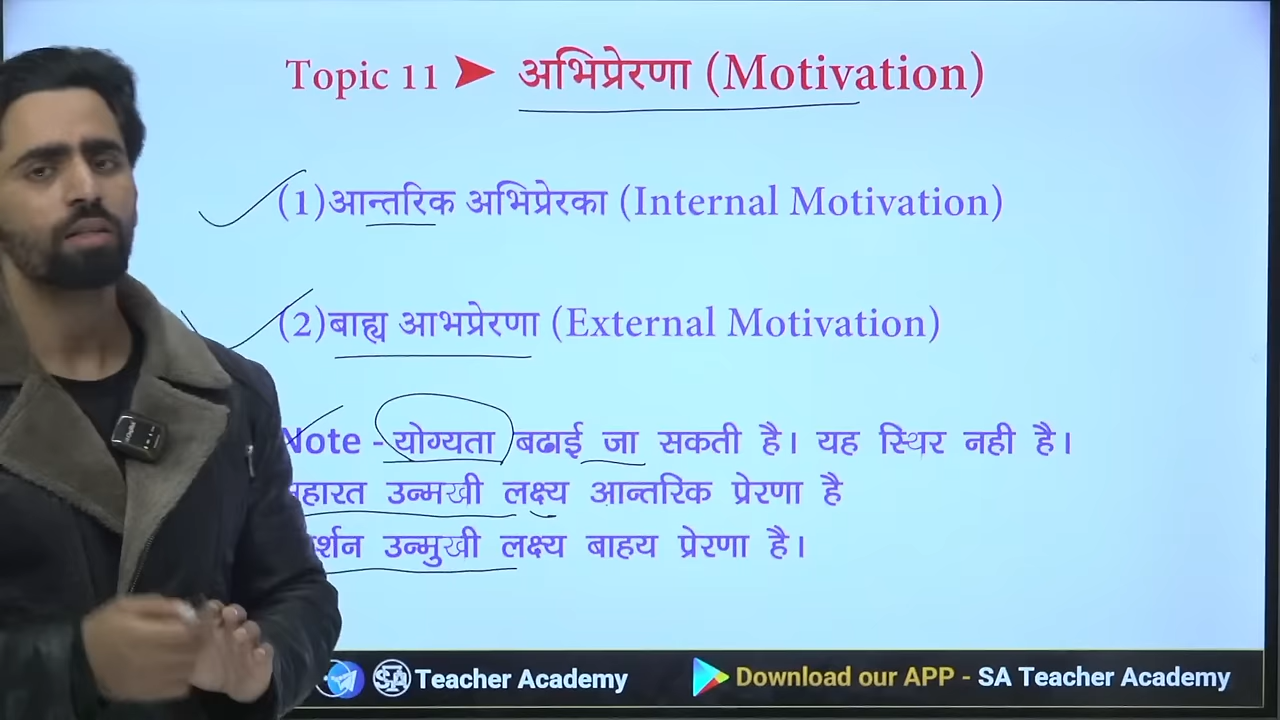 Topic 11 ➤ अभिप्रेरणा (Motivation)
(1)आन्तरिक अभिप्रेरका (Internal Motivation)
(2)बाह्य आभप्रेरणा (External Motivation)
Note - योग्यता बढाई जा सकती है। यह स्थिर नही है।
उन्मखी लक्ष्य आन्तरिक प्रेरणा है
उन्मुखी लक्ष्य बाहय प्रेरणा है।
SA Teacher Academy Download our APP - SA Teacher Academy